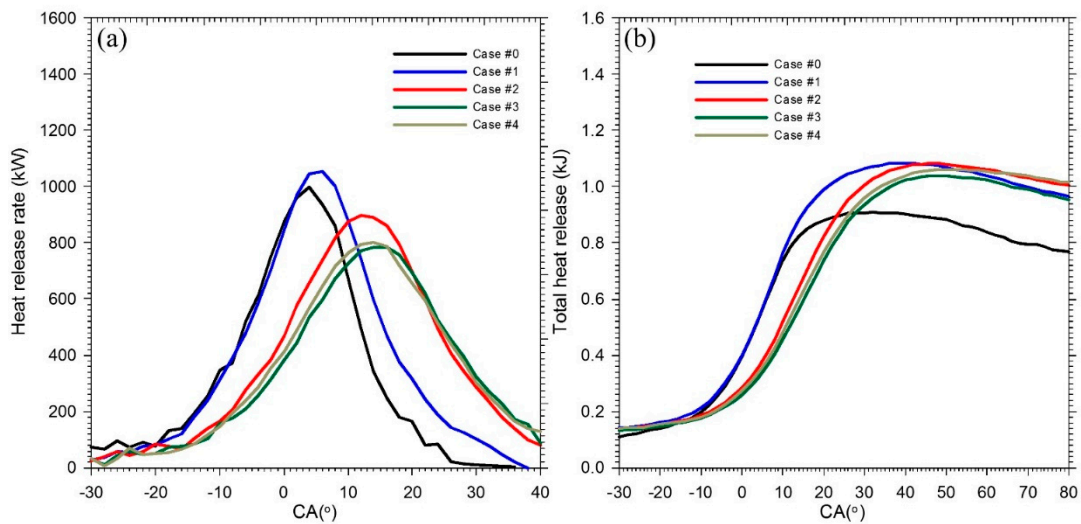 (a)
Heat release rate (kW)
1600
1400
1200
1000
800
600
400
200
0
-30
-20
-10
0
10
20
30
40
CA(°)
Case #0
Case #1
Case #2
Case #3
Case #4
(b)
Total heat release (kJ)
1.6
1.4
1.2
1.0
0.8
0.6
0.4
0.2
0.0
-30
-20
-10
0
10
20
30
40
50
60
70
80
CA(°)
Case #0
Case #1
Case #2
Case #3
Case #4